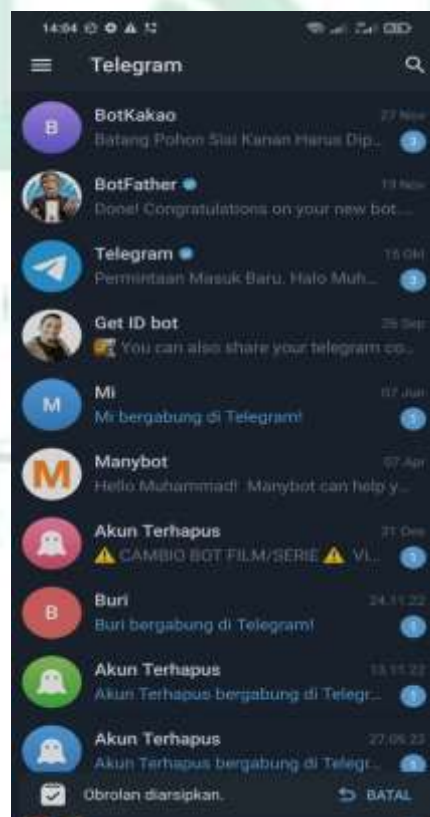 14:04
Telegram
B
BotKakao
27 Nov
Batang Pohon Sisi Kanan Harus Dip...
3
BotFather
19 Nov
Done! Congratulations on your new bot....
Telegram
15 Okt
Permintaan Masuk Baru. Halo Muh...
3
Get ID bot
26 Sep
You can also share your telegram co...
M
Mi
07 Jun
Mi bergabung di Telegram!
1
M
Manybot
07 Apr
Hello Muhammad! Manybot can help y...
Akun Terhapus
31 Des
CAMBIO BOT FILM/SERIE
1
B
Buri
24.11.22
Buri bergabung di Telegram!
1
Akun Terhapus
Akun Terhapus bergabung di Telegr...
1
Akun Terhapus
Akun Terhapus bergabung di Telegr...
1
Obrolan diarsipkan.
BATAL